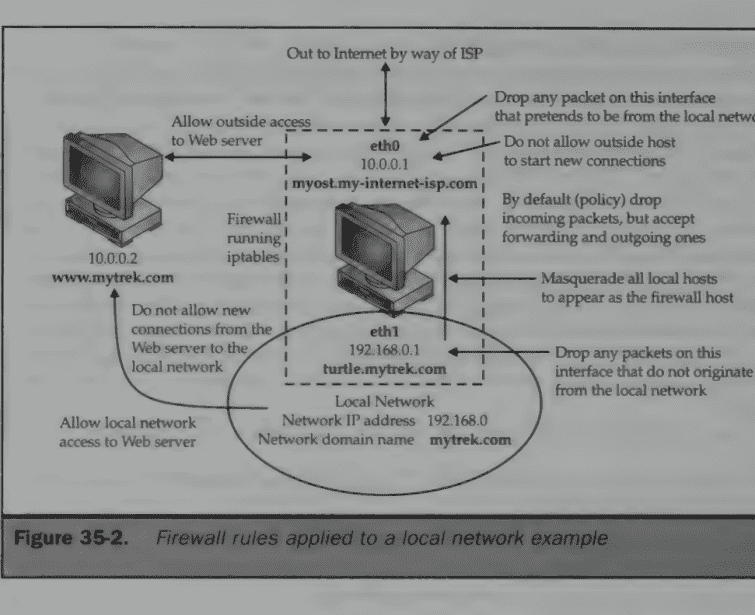 Out to Internet by way of ISP
Drop any packet on this interface
that pretends to be from the local
Allow outside access
to Web server
eth0
10.0.0.1
myost.my-internet-isp.com
Do not allow outside host
to start new connections
By default (policy) drop
incoming packets, but accept
forwarding and outgoing ones
Firewall
running
iptables
10.0.0.2
www.mytrek.com
Masquerade all local hosts
to appear as the firewall host
Do not allow new
connections from the
Web server to the
local network
eth1
192.168.0.1
turtle.mytrek.com
Drop any packets on this
interface that do not originate
from the local network
Local Network
Network IP address 192.168.0
Network domain name mytrek.com
Allow local network
access to Web server
Figure 35-2. Firewall rules applied to a local network example